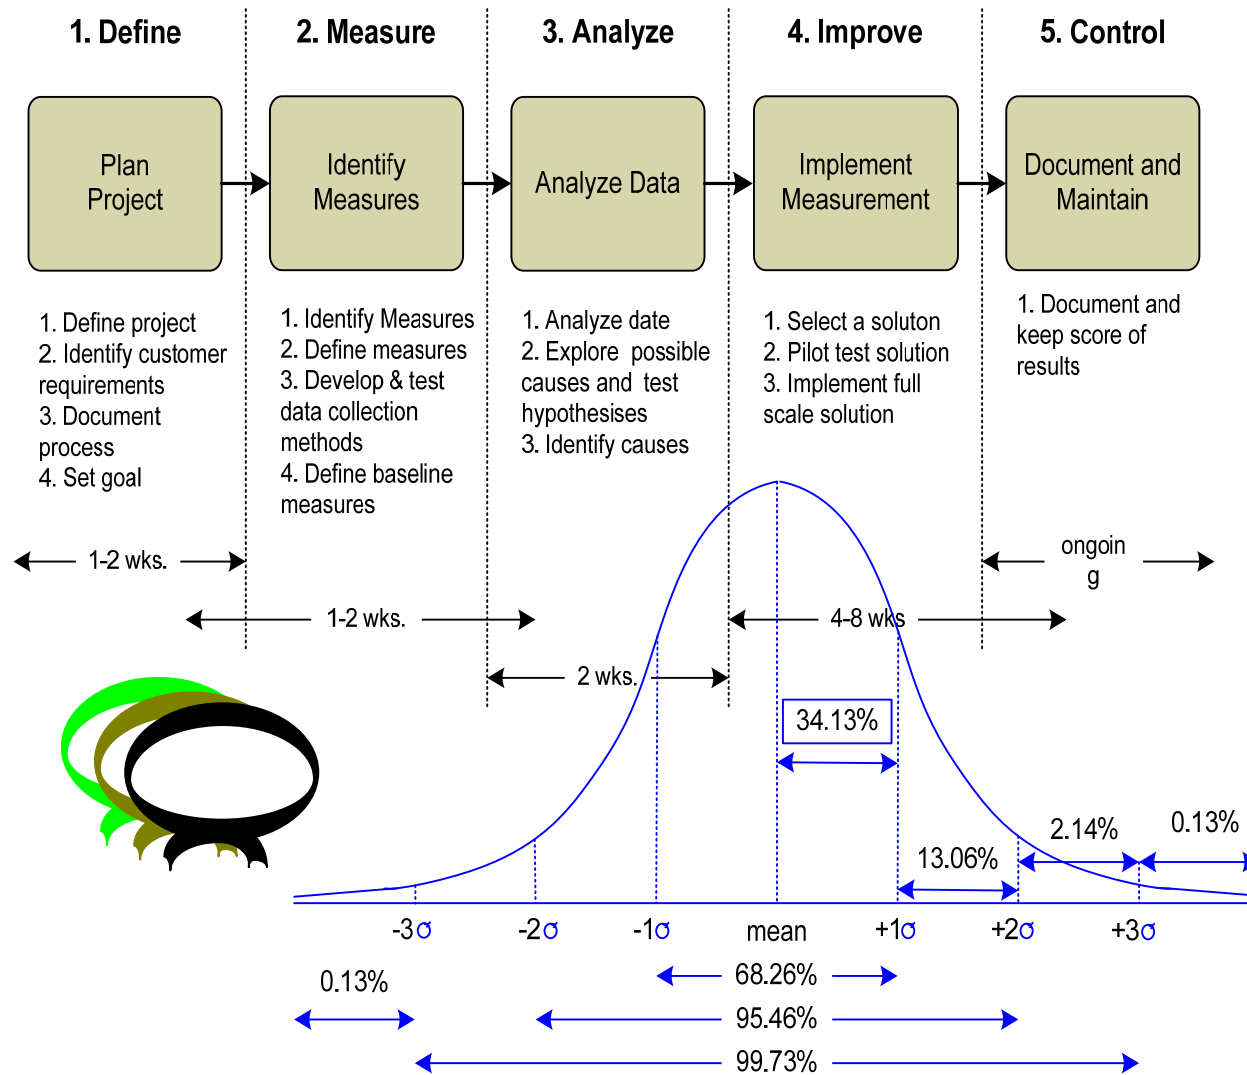 1. Define
2. Measure
3. Analyze
4. Improve
5. Control
Plan
Project
Identify
Measures
Analyze Data
Implement
Measurement
Document and
Maintain
1. Define project
2. Identify customer
requirements
3. Document
process
4. Set goal
1. Identify Measures
2. Define measures
3. Develop & test
data collection
methods
4. Define baseline
measures
1. Analyze date
2. Explore possible
causes and test
hypothesises
3. Identify causes
1. Select a soluton
2. Pilot test solution
3. Implement full
scale solution
1. Document and
keep score of
results
1-2 wks.
ongoin
g
1-2 wks.
4-8 wks
2 wks.
34.13%
2.14%
0.13%
13.06%
-3σ
-2σ
-1σ
mean
+1σ
+2σ
+3σ
0.13%
68.26%
95.46%
99.73%